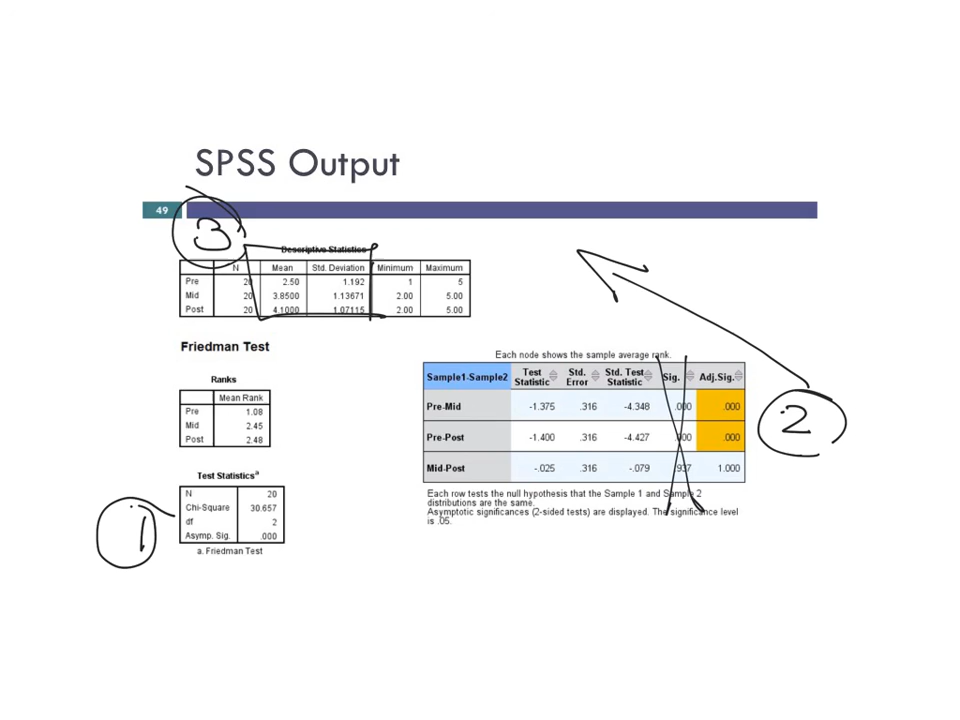 SPSS Output
49
3
Descriptive Statistics
N Mean Std. Deviation Minimum Maximum
Pre 20 2.50 1.192 1 5
Mid 20 3.8500 1.13671 2.00 5.00
Post 20 4.1000 1.07115 2.00 5.00
Friedman Test
Ranks
Mean Rank
Pre 1.08
Mid 2.45
Post 2.48
Test Statisticsa
N 20
Chi-Square 30.657
df 2
Asymp. Sig. .000
a. Friedman Test
1
Each node shows the sample average rank.
Sample1-Sample2 Test Statistic Std. Error Std. Test Statistic Sig. Adj.Sig.
Pre-Mid -1.375 .316 -4.348 .000 .000
Pre-Post -1.400 .316 -4.427 .000 .000
Mid-Post -.025 .316 -.079 .937 1.000
Each row tests the null hypothesis that the Sample 1 and Sample 2
distributions are the same.
Asymptotic significances (2-sided tests) are displayed. The significance level
is .05.
2